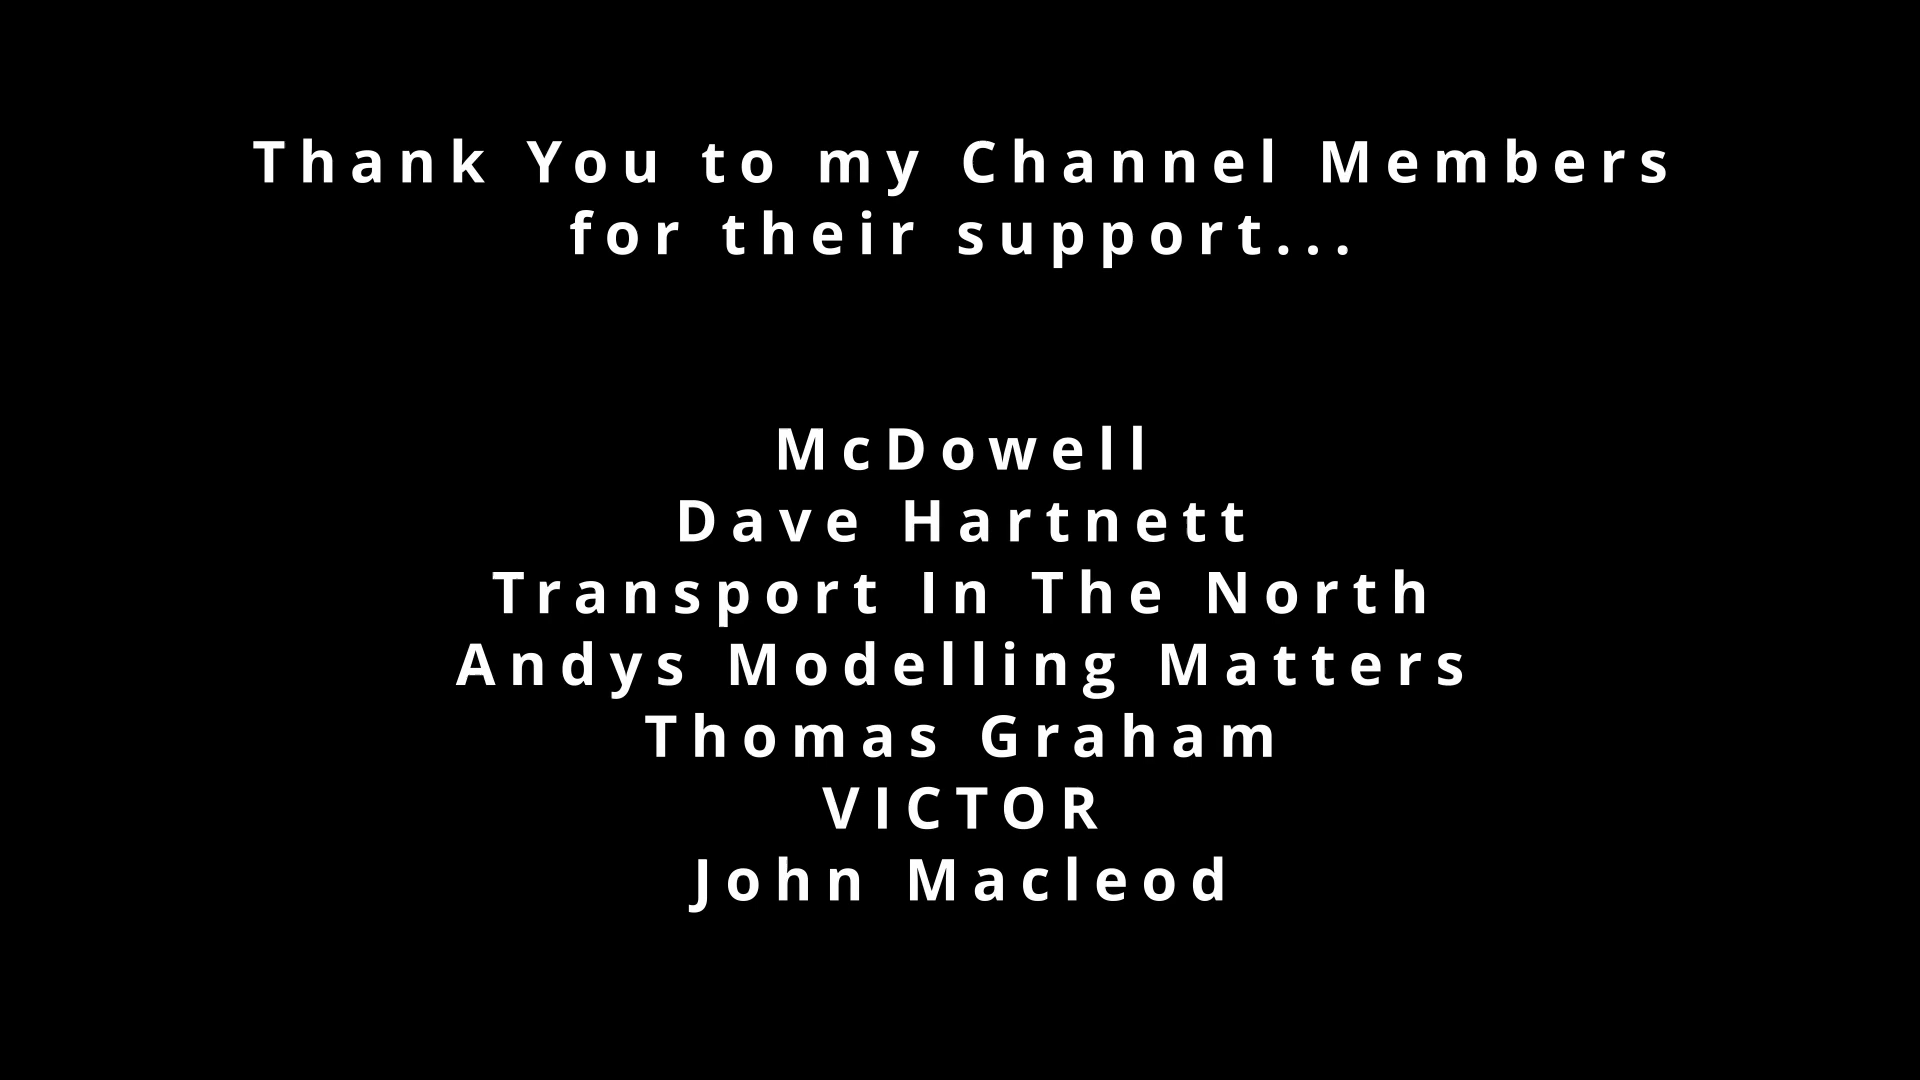 Thank You to my Channel Members
for their support...
McDowell
Dave Hartnett
Transport In The North
Andys Modelling Matters
Thomas Graham
VICTOR
John Macleod